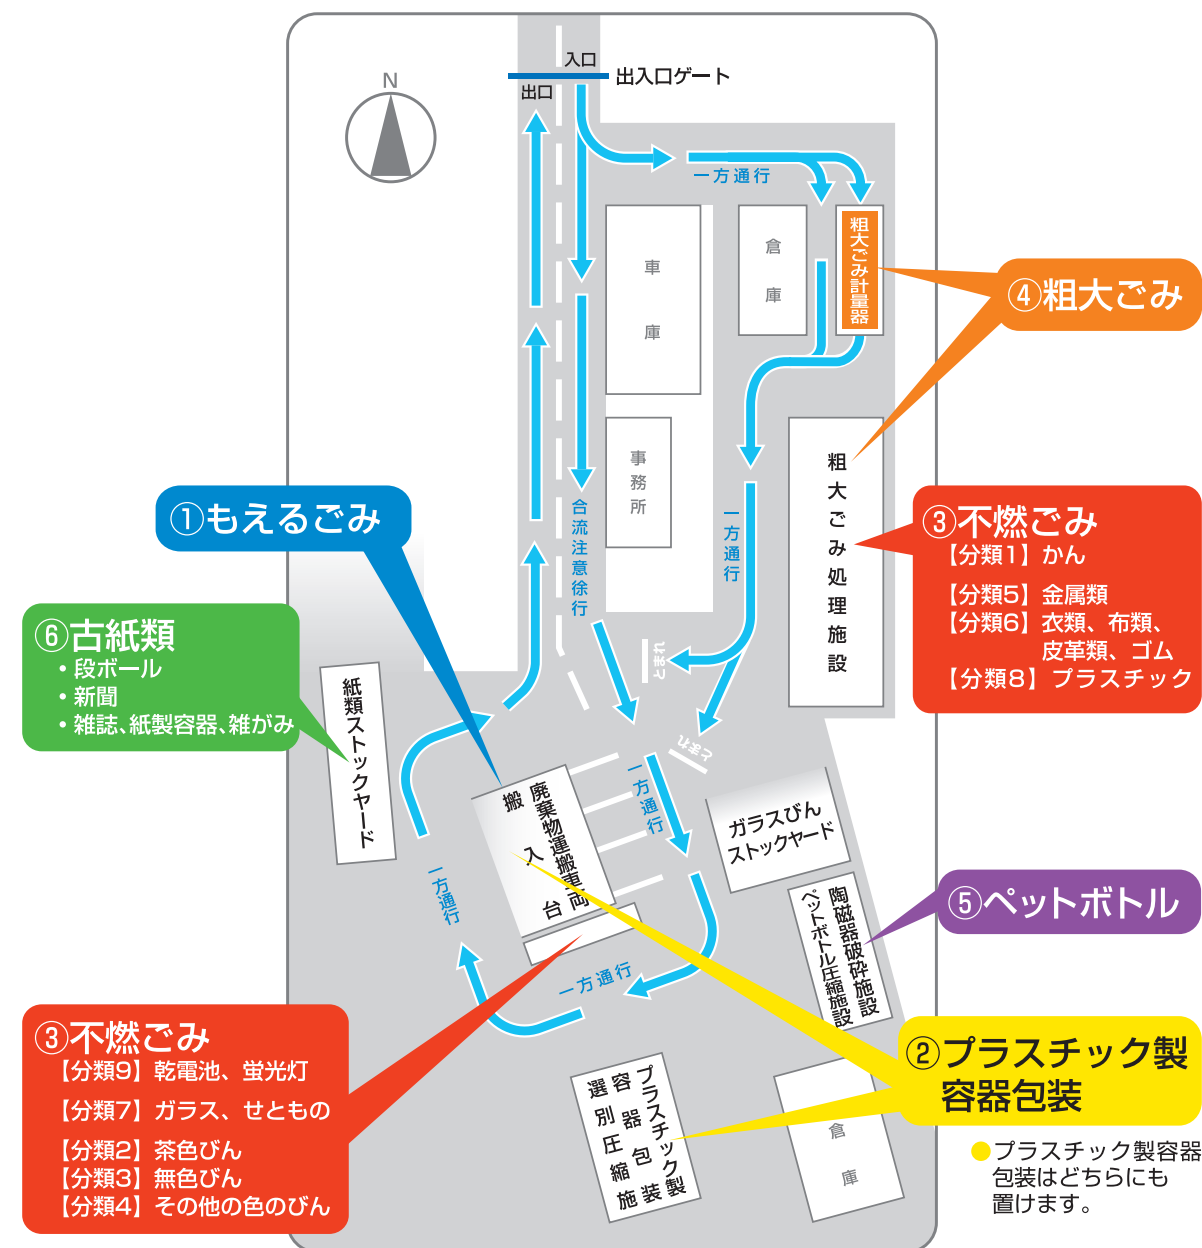 入口
出入口ゲート
出口
N
一方通行
車庫
倉庫
粗大ごみ計量器
④粗大ごみ
事務所
粗大ごみ処理施設
合流注意徐行
一方通行
①もえるごみ
③不燃ごみ
【分類1】かん
【分類5】金属類
【分類6】衣類、布類、
皮革類、ゴム
【分類8】プラスチック
⑥古紙類
・段ボール
・新聞
・雑誌、紙製容器、雑がみ
紙類ストックヤード
とまれ
とまれ
一方通行
廃棄物運搬車両
搬入台
ガラスびん
ストックヤード
一方通行
⑤ペットボトル
陶磁器破砕施設
ペットボトル圧縮施設
一方通行
③不燃ごみ
【分類9】乾電池、蛍光灯
【分類7】ガラス、せともの
【分類2】茶色びん
【分類3】無色びん
【分類4】その他の色のびん
②プラスチック製
容器包装
プラスチック製
容器包装
選別圧縮施
倉庫
●プラスチック製容器
包装はどちらにも
置けます。